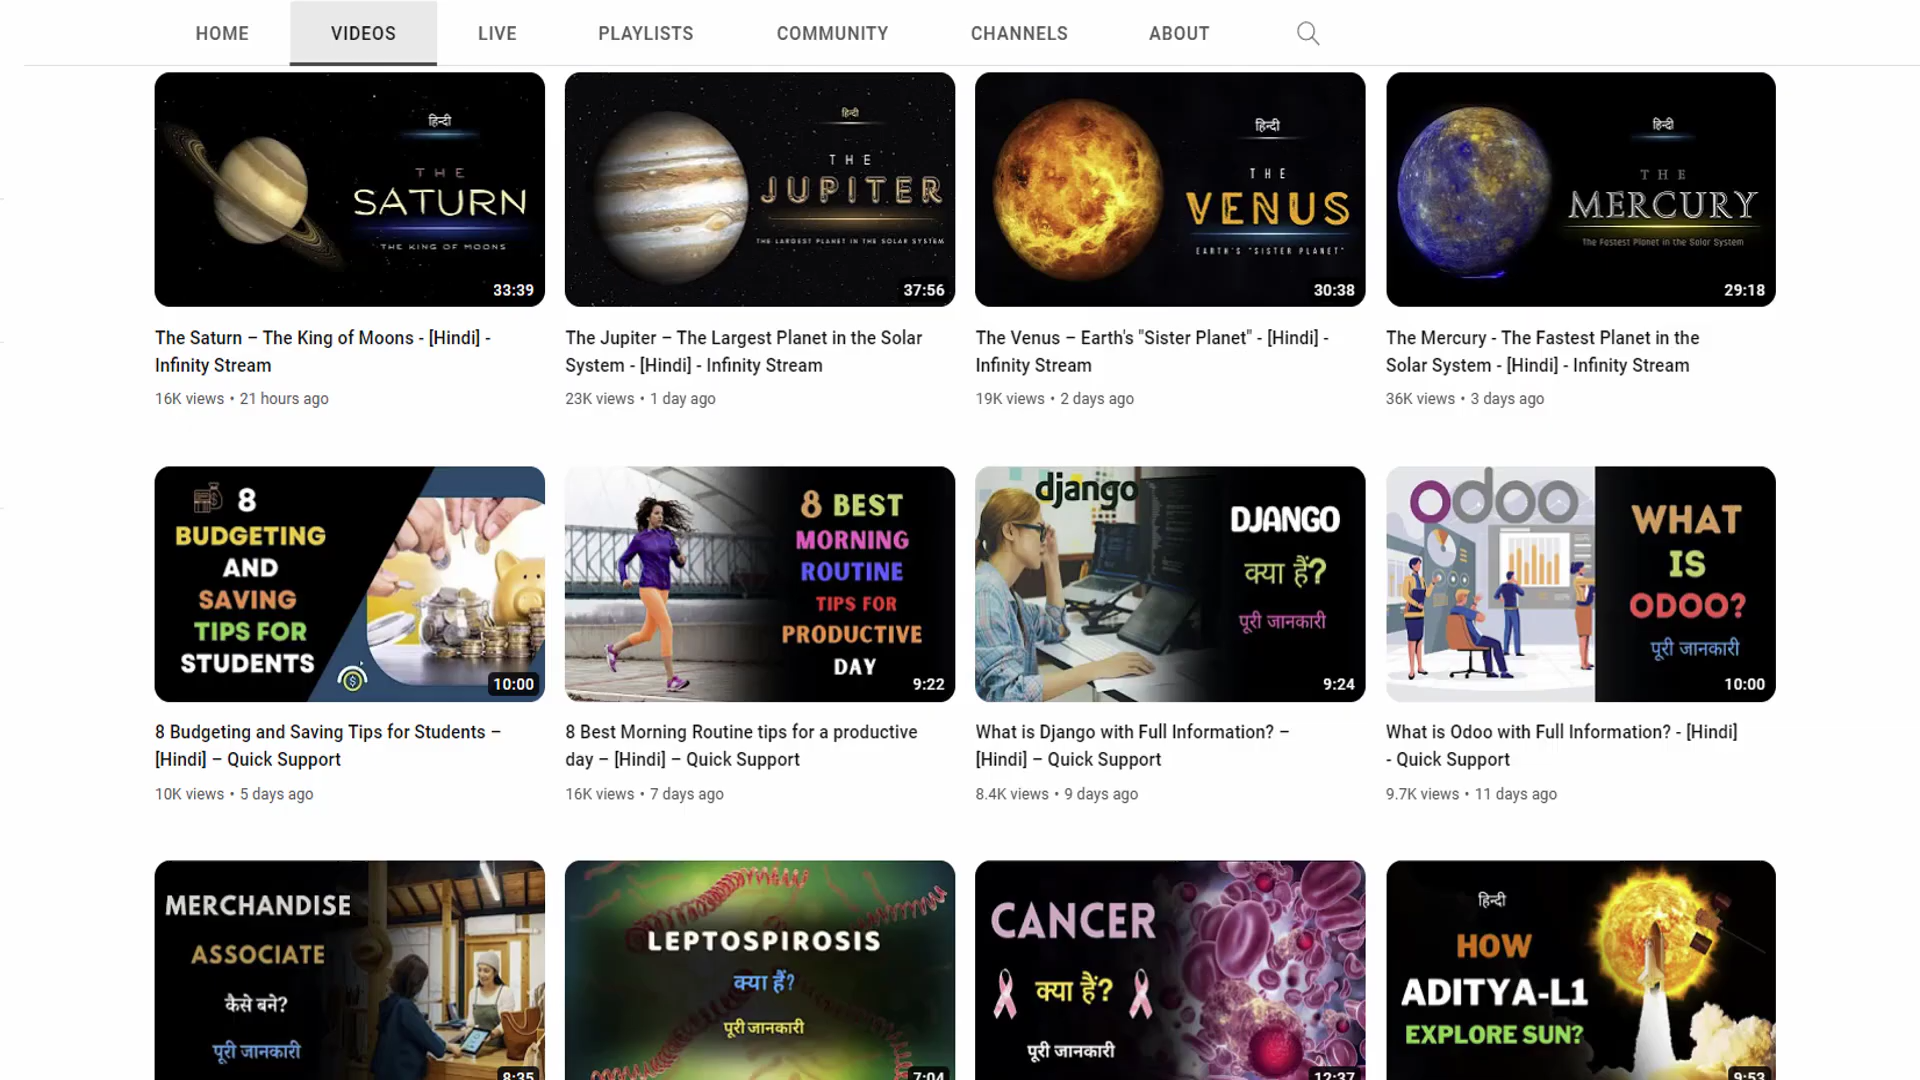 HOME VIDEOS LIVE PLAYLISTS COMMUNITY CHANNELS ABOUT
हिन्दी
THE
SATURN
THE KING OF MOONS
33:39
हिन्दी
THE
JUPITER
THE LARGEST PLANET IN THE SOLAR SYSTEM
37:56
हिन्दी
THE
VENUS
EARTH'S "SISTER PLANET"
30:38
हिन्दी
THE
MERCURY
The Fastest Planet in the Solar System
29:18
The Saturn – The King of Moons - [Hindi] -
Infinity Stream
16K views • 21 hours ago
The Jupiter – The Largest Planet in the Solar
System - [Hindi] - Infinity Stream
23K views • 1 day ago
The Venus – Earth's "Sister Planet" - [Hindi] -
Infinity Stream
19K views • 2 days ago
The Mercury - The Fastest Planet in the
Solar System - [Hindi] - Infinity Stream
36K views • 3 days ago
8
BUDGETING
AND
SAVING
TIPS FOR
STUDENTS
10:00
8 BEST
MORNING
ROUTINE
TIPS FOR
PRODUCTIVE
DAY
9:22
django
DJANGO
क्या हैं?
पूरी जानकारी
9:24
odoo
WHAT
IS
ODOO?
पूरी जानकारी
10:00
8 Budgeting and Saving Tips for Students –
[Hindi] – Quick Support
10K views • 5 days ago
8 Best Morning Routine tips for a productive
day – [Hindi] – Quick Support
16K views • 7 days ago
What is Django with Full Information? –
[Hindi] – Quick Support
8.4K views • 9 days ago
What is Odoo with Full Information? - [Hindi]
- Quick Support
9.7K views • 11 days ago
MERCHANDISE
ASSOCIATE
कैसे बने?
पूरी जानकारी
8:35
LEPTOSPIROSIS
क्या हैं?
पूरी जानकारी
7:04
CANCER
क्या हैं?
पूरी जानकारी
12:37
हिन्दी
HOW
ADITYA-L1
EXPLORE SUN?
9:53